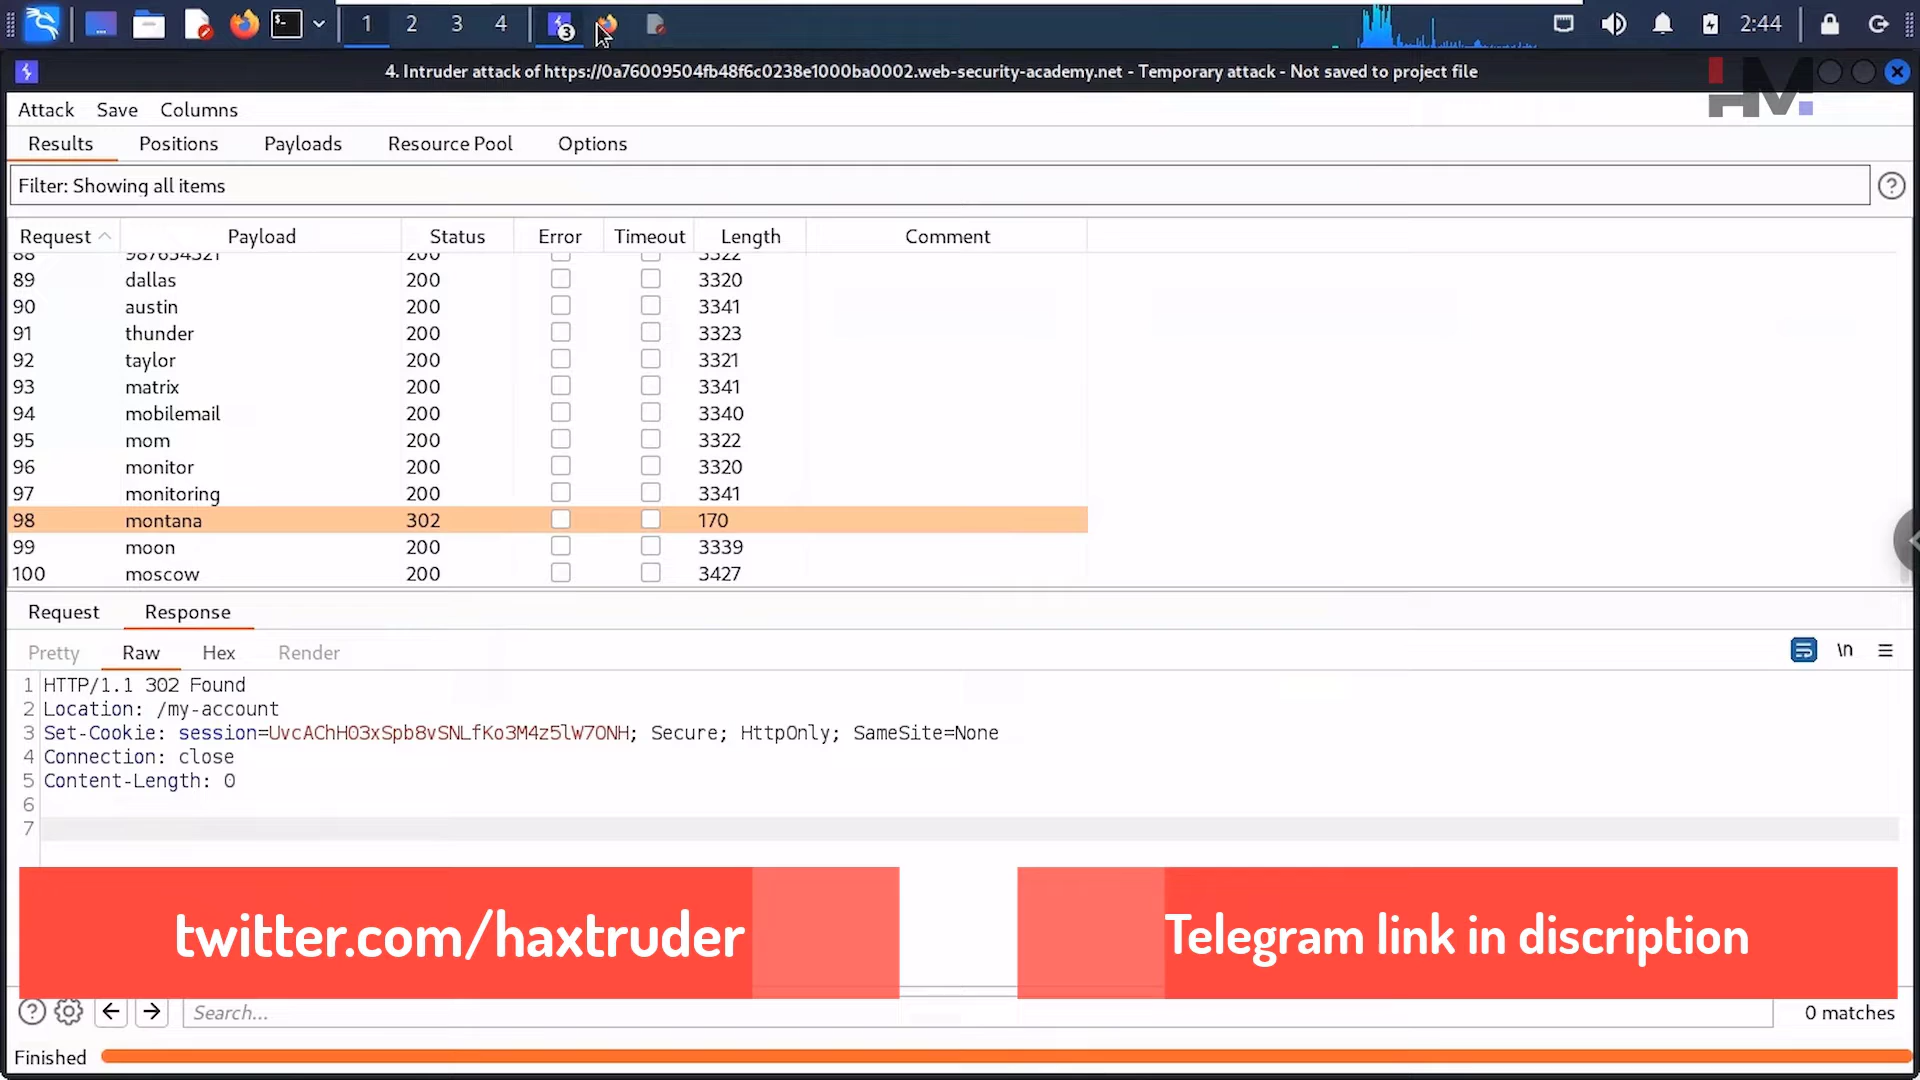 1 2 3 4 3 2:44
4. Intruder attack of https://0a76009504fb48f6c0238e1000ba0002.web-security-academy.net - Temporary attack - Not saved to project file
HM
Attack Save Columns
Results Positions Payloads Resource Pool Options
Filter: Showing all items
Request Payload Status Error Timeout Length Comment
88 987654321 200 3322
89 dallas 200 3320
90 austin 200 3341
91 thunder 200 3323
92 taylor 200 3321
93 matrix 200 3341
94 mobilemail 200 3340
95 mom 200 3322
96 monitor 200 3320
97 monitoring 200 3341
98 montana 302 170
99 moon 200 3339
100 moscow 200 3427
Request Response
Pretty Raw Hex Render \n
1 HTTP/1.1 302 Found
2 Location: /my-account
3 Set-Cookie: session=UvcAChHO3xSpb8vSNLfKo3M4z5lW7ONH; Secure; HttpOnly; SameSite=None
4 Connection: close
5 Content-Length: 0
6
7
twitter.com/haxtruder
Telegram link in discription
Search...
0 matches
Finished